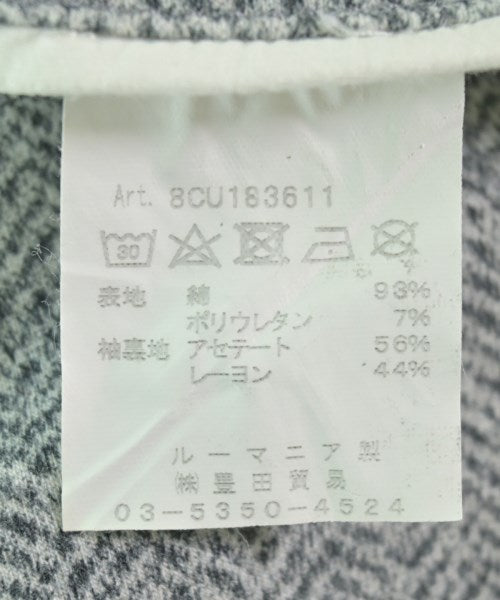 Art. 8CU183611
30
表地 綿 93%
ポリウレタン 7%
袖裏地 アセテート 56%
レーヨン 44%
ルーマニア製
㈱豊田貿易
03-5350-4524